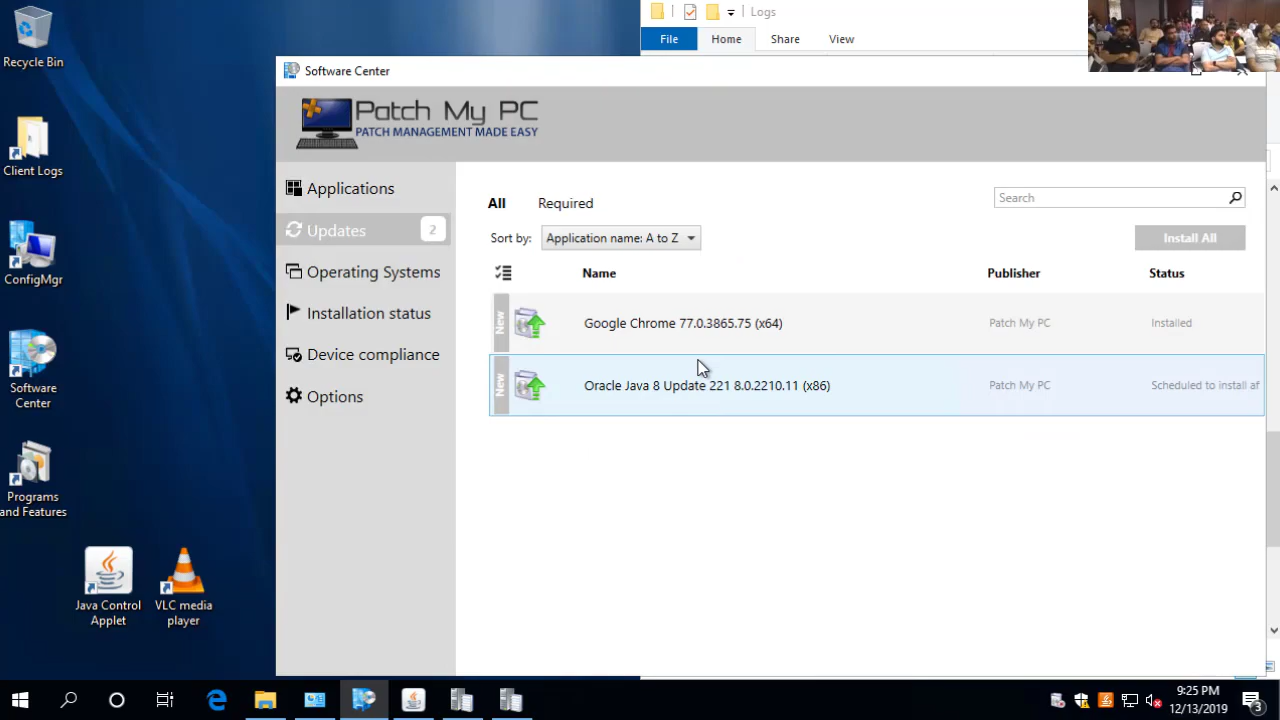 Recycle Bin
Client Logs
ConfigMgr
Software
Center
Programs
and Features
Java Control
Applet
VLC media
player
Logs
File
Home
Share
View
Software Center
Patch My PC
PATCH MANAGEMENT MADE EASY
Applications
Updates
2
Operating Systems
Installation status
Device compliance
Options
All
Required
Search
Sort by:
Application name: A to Z
Install All
Name
Publisher
Status
New
Google Chrome 77.0.3865.75 (x64)
Patch My PC
Installed
New
Oracle Java 8 Update 221 8.0.2210.11 (x86)
Patch My PC
Scheduled to install af
9:25 PM
12/13/2019
3